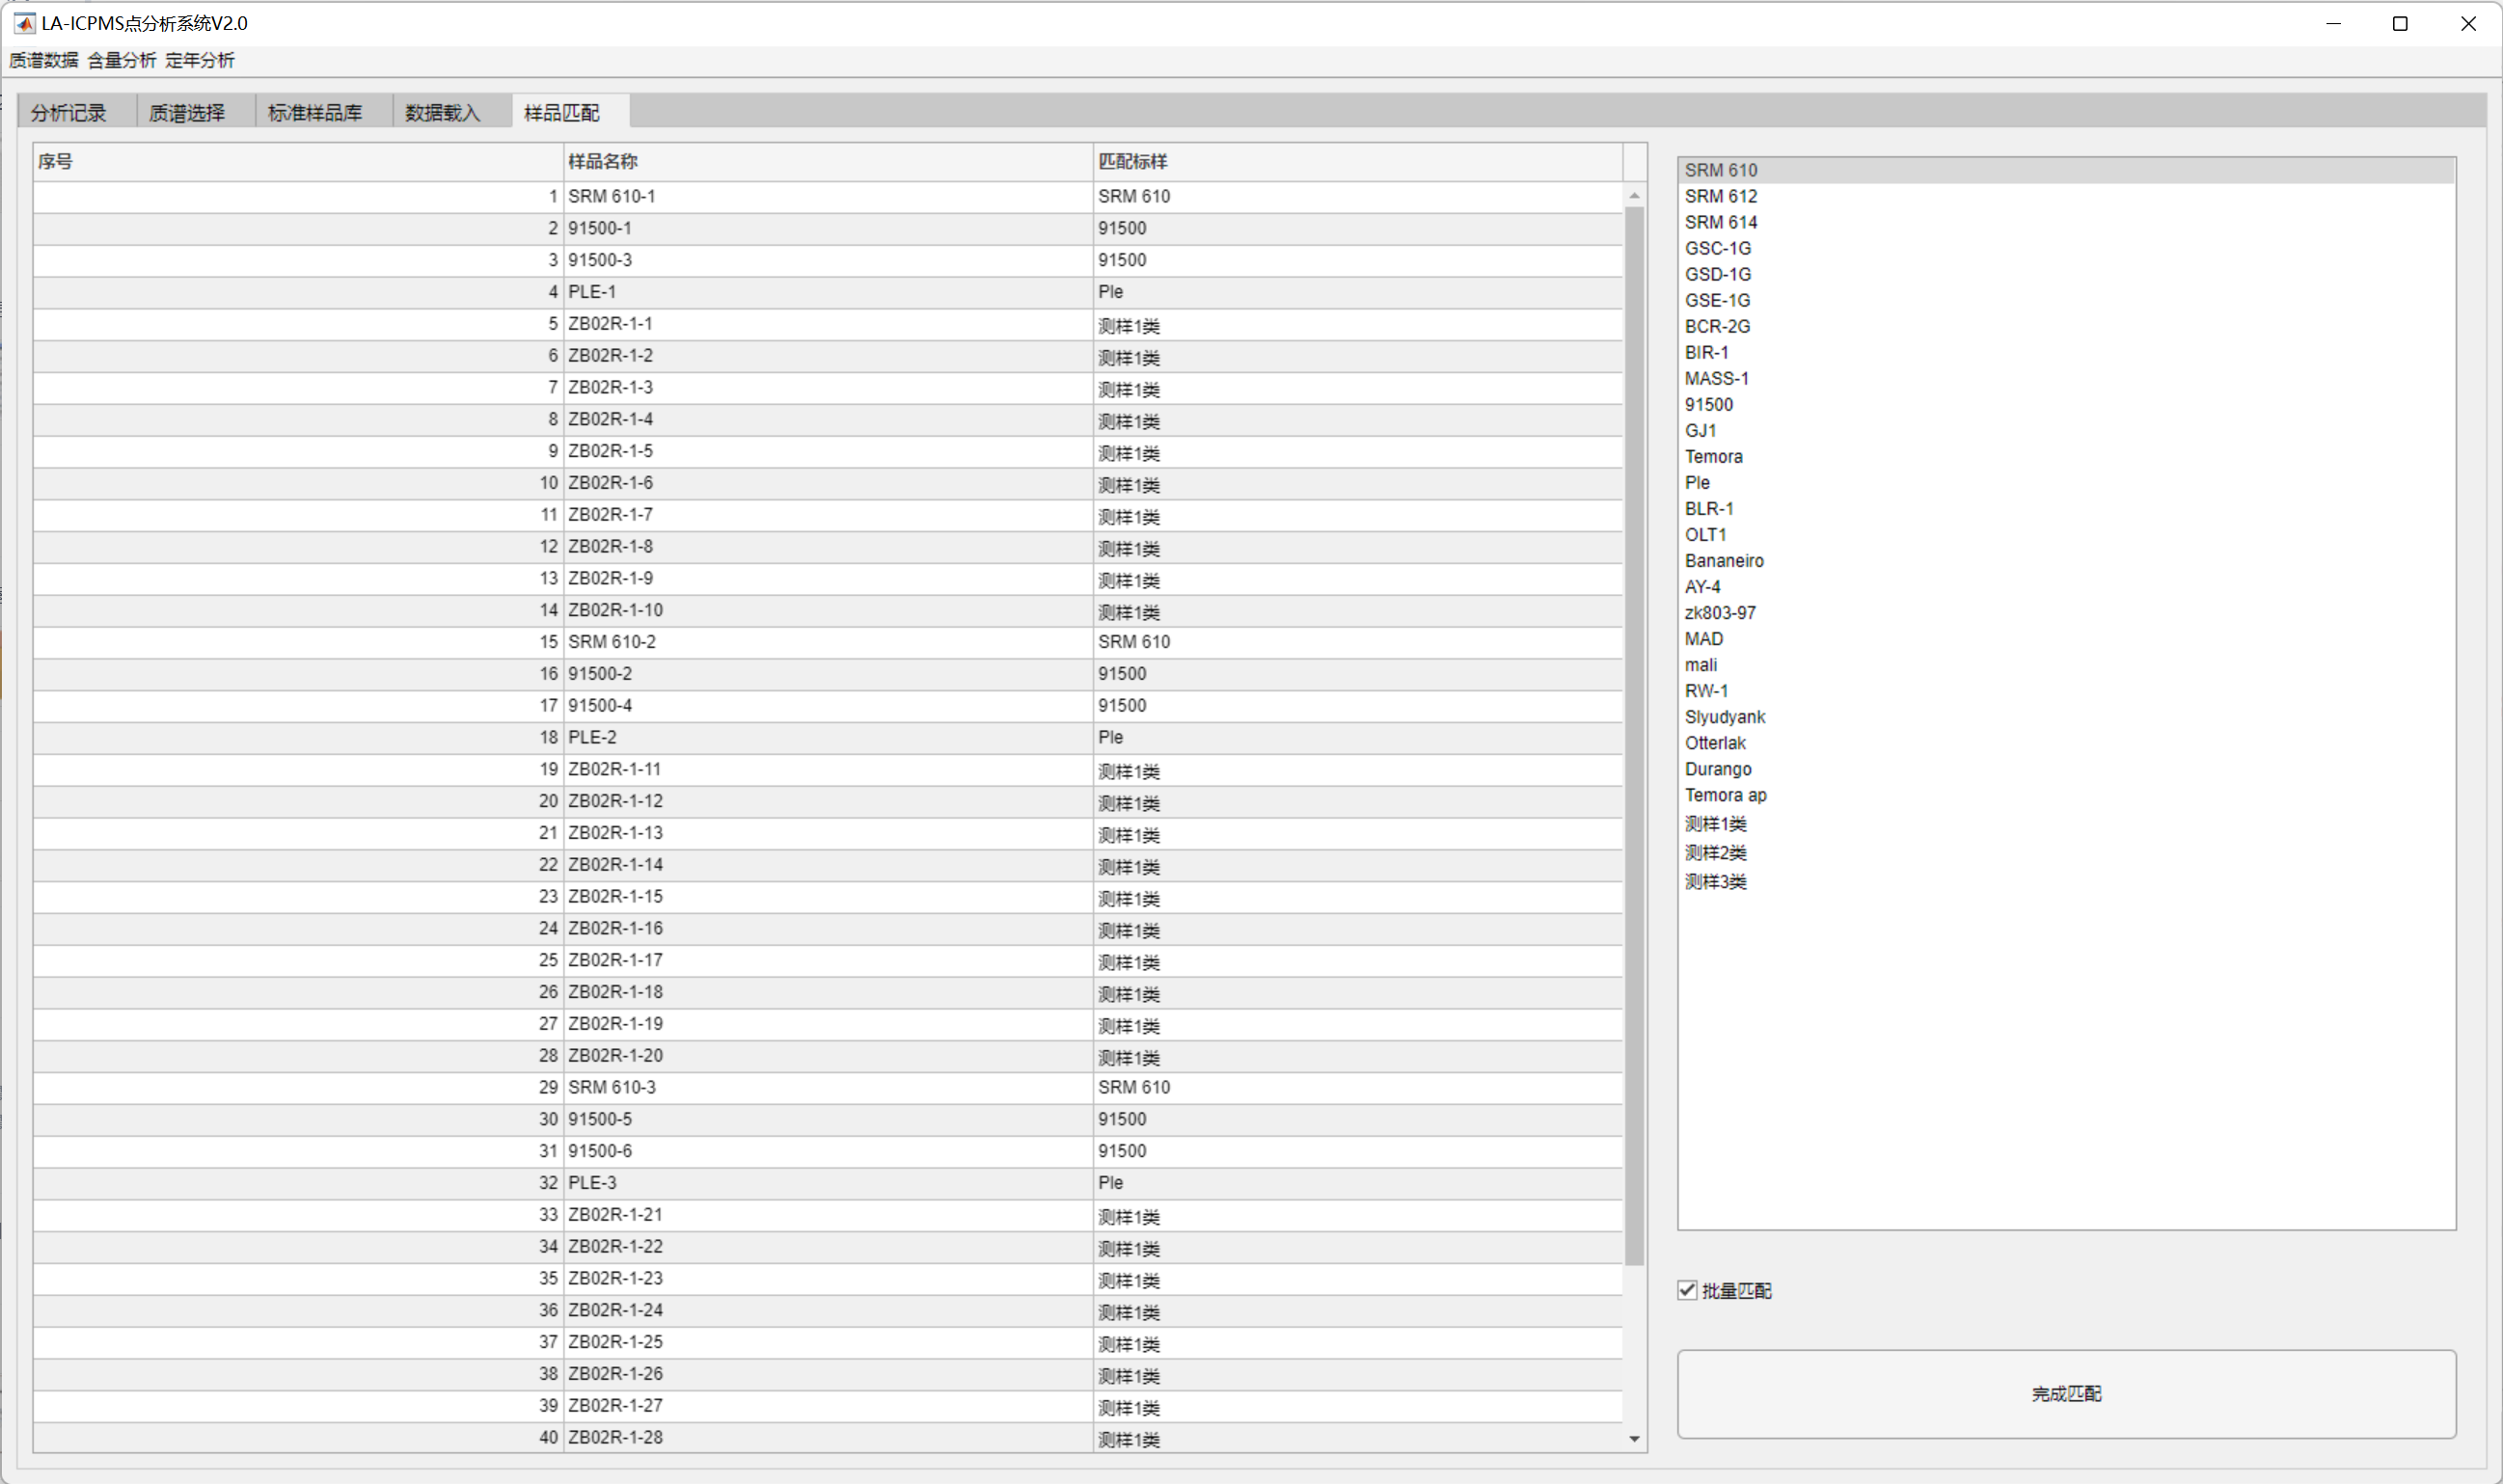 LA-ICPMS点分析系统V2.0
质谱数据 含量分析 定年分析
分析记录 质谱选择 标准样品库 数据载入 样品匹配
序号 样品名称 匹配标样
1 SRM 610-1 SRM 610
2 91500-1 91500
3 91500-3 91500
4 PLE-1 Ple
5 ZB02R-1-1 测样1类
6 ZB02R-1-2 测样1类
7 ZB02R-1-3 测样1类
8 ZB02R-1-4 测样1类
9 ZB02R-1-5 测样1类
10 ZB02R-1-6 测样1类
11 ZB02R-1-7 测样1类
12 ZB02R-1-8 测样1类
13 ZB02R-1-9 测样1类
14 ZB02R-1-10 测样1类
15 SRM 610-2 SRM 610
16 91500-2 91500
17 91500-4 91500
18 PLE-2 Ple
19 ZB02R-1-11 测样1类
20 ZB02R-1-12 测样1类
21 ZB02R-1-13 测样1类
22 ZB02R-1-14 测样1类
23 ZB02R-1-15 测样1类
24 ZB02R-1-16 测样1类
25 ZB02R-1-17 测样1类
26 ZB02R-1-18 测样1类
27 ZB02R-1-19 测样1类
28 ZB02R-1-20 测样1类
29 SRM 610-3 SRM 610
30 91500-5 91500
31 91500-6 91500
32 PLE-3 Ple
33 ZB02R-1-21 测样1类
34 ZB02R-1-22 测样1类
35 ZB02R-1-23 测样1类
36 ZB02R-1-24 测样1类
37 ZB02R-1-25 测样1类
38 ZB02R-1-26 测样1类
39 ZB02R-1-27 测样1类
40 ZB02R-1-28 测样1类
SRM 610
SRM 612
SRM 614
GSC-1G
GSD-1G
GSE-1G
BCR-2G
BIR-1
MASS-1
91500
GJ1
Temora
Ple
BLR-1
OLT1
Bananeiro
AY-4
zk803-97
MAD
mali
RW-1
Slyudyank
Otterlak
Durango
Temora ap
测样1类
测样2类
测样3类
批量匹配
完成匹配